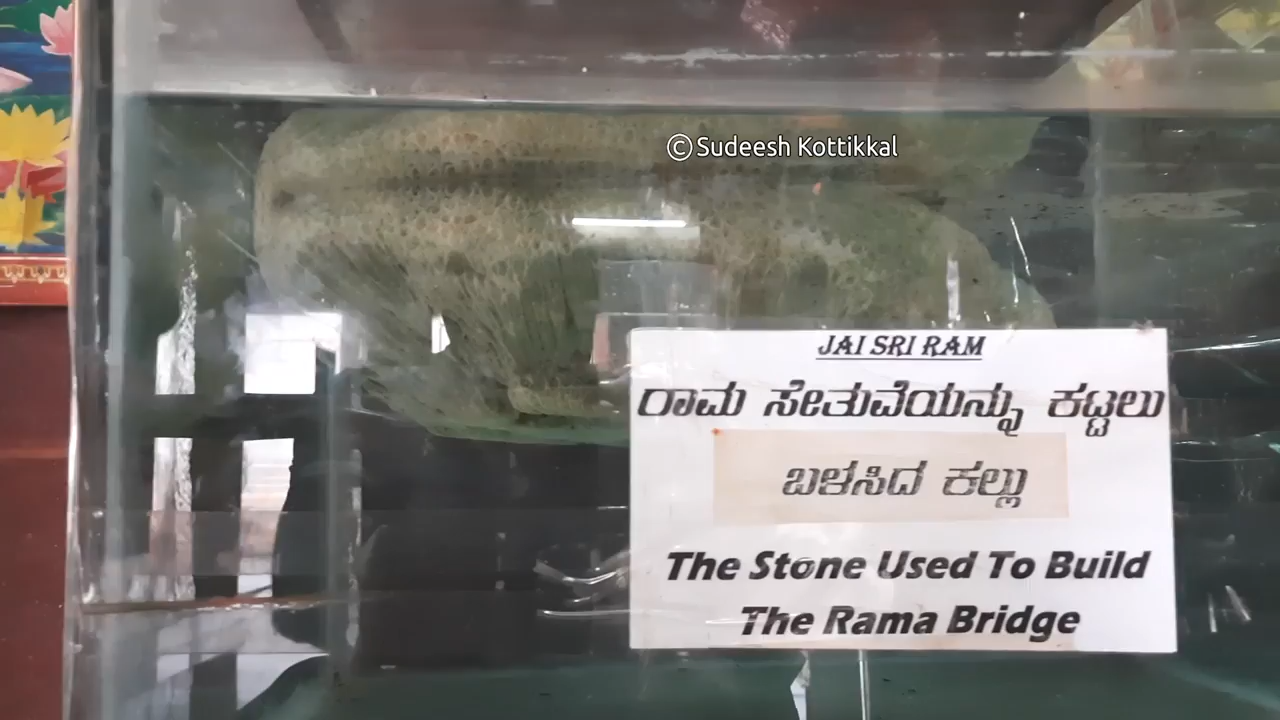 ©Sudeesh Kottikkal
JAI SRI RAM
ರಾಮ ಸೇತುವೆಯನ್ನು ಕಟ್ಟಲು
ಬಳಸಿದ ಕಲ್ಲು
The Stone Used To Build
The Rama Bridge